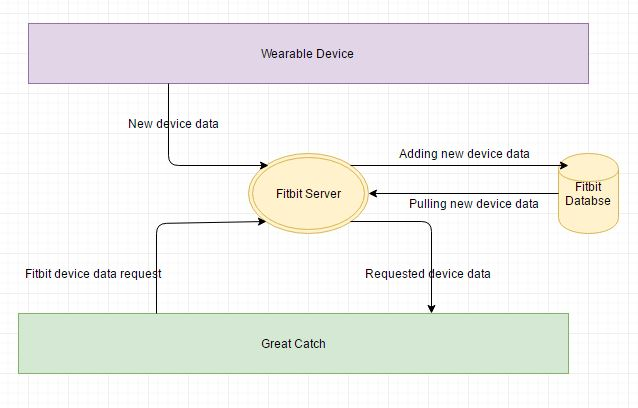 Wearable Device
New device data
Adding new device data
Fitbit Server
Fitbit
Databse
Pulling new device data
Fitbit device data request
Requested device data
Great Catch